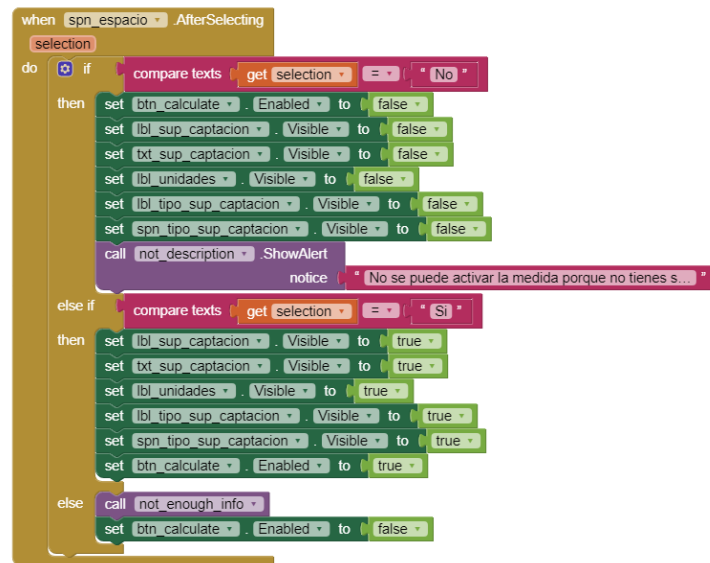 when spn_espacio .AfterSelecting
selection
do if compare texts get selection = " No "
then set btn_calculate . Enabled to false
set lbl_sup_captacion . Visible to false
set txt_sup_captacion . Visible to false
set lbl_unidades . Visible to false
set lbl_tipo_sup_captacion . Visible to false
set spn_tipo_sup_captacion . Visible to false
call not_description .ShowAlert
notice " No se puede activar la medida porque no tienes s... "
else if compare texts get selection = " Si "
then set lbl_sup_captacion . Visible to true
set txt_sup_captacion . Visible to true
set lbl_unidades . Visible to true
set lbl_tipo_sup_captacion . Visible to true
set spn_tipo_sup_captacion . Visible to true
set btn_calculate . Enabled to true
else call not_enough_info
set btn_calculate . Enabled to false